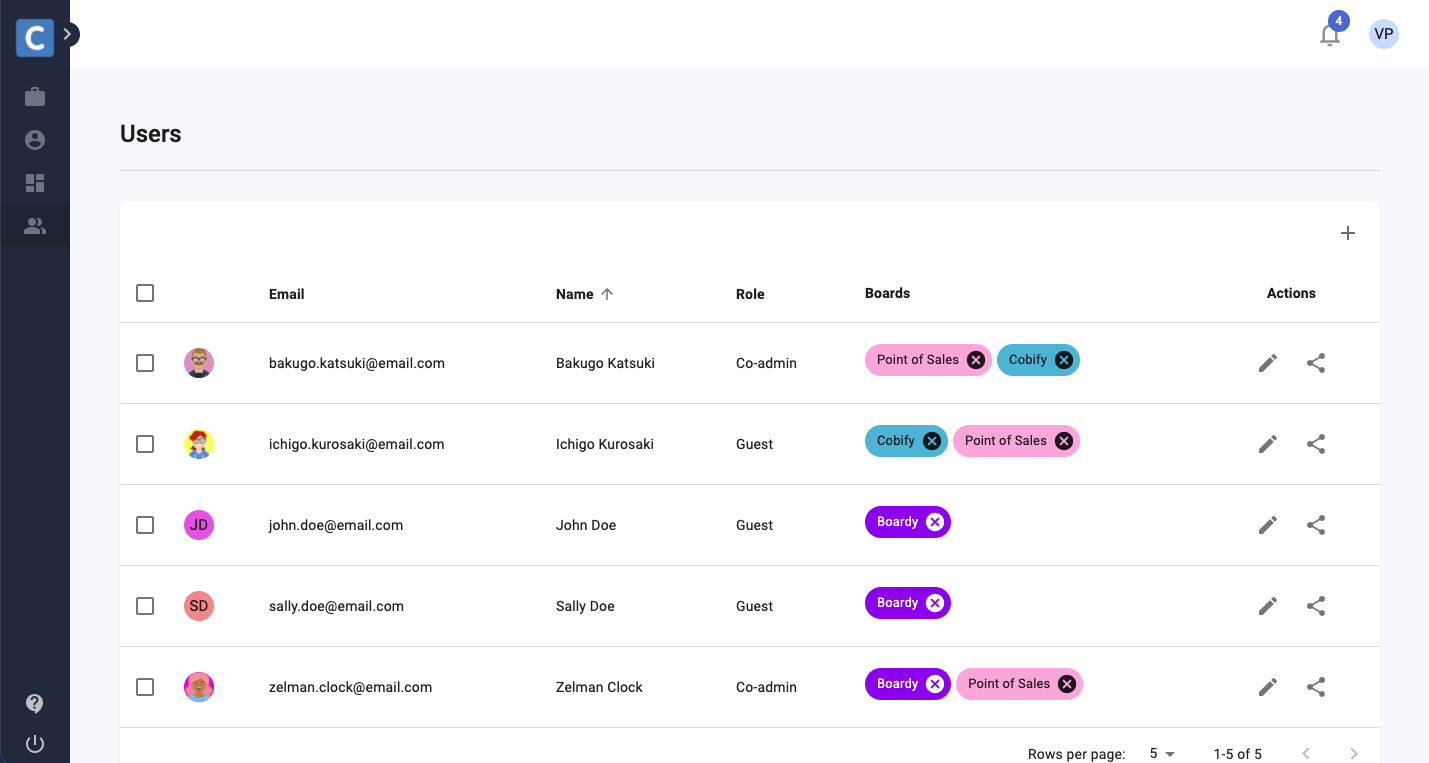 C
4
VP
Users
Email Name Role Boards Actions
bakugo.katsuki@email.com Bakugo Katsuki Co-admin Point of Sales Cobify
ichigo.kurosaki@email.com Ichigo Kurosaki Guest Cobify Point of Sales
JD john.doe@email.com John Doe Guest Boardy
SD sally.doe@email.com Sally Doe Guest Boardy
zelman.clock@email.com Zelman Clock Co-admin Boardy Point of Sales
Rows per page: 5 1-5 of 5